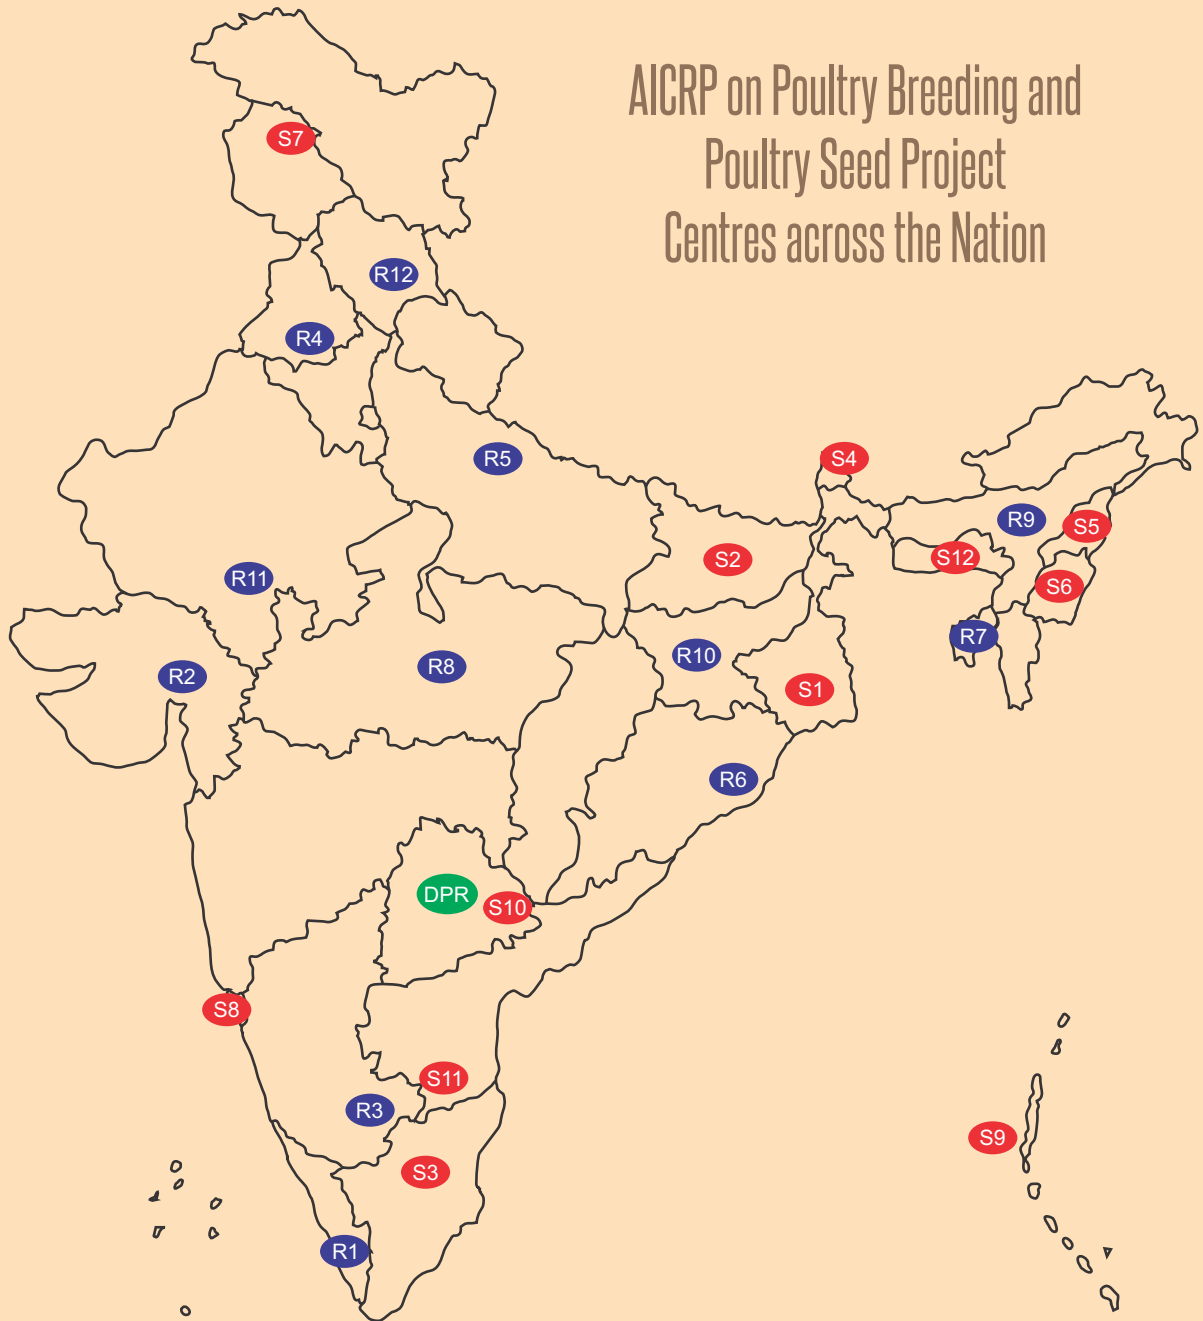 AICRP on Poultry Breeding and
Poultry Seed Project
Centres across the Nation
S7
R12
R4
R5
S4
R9
S5
S2
S12
R11
S6
R7
R10
R8
R2
S1
R6
DPR
S10
S8
S11
R3
S9
S3
R1